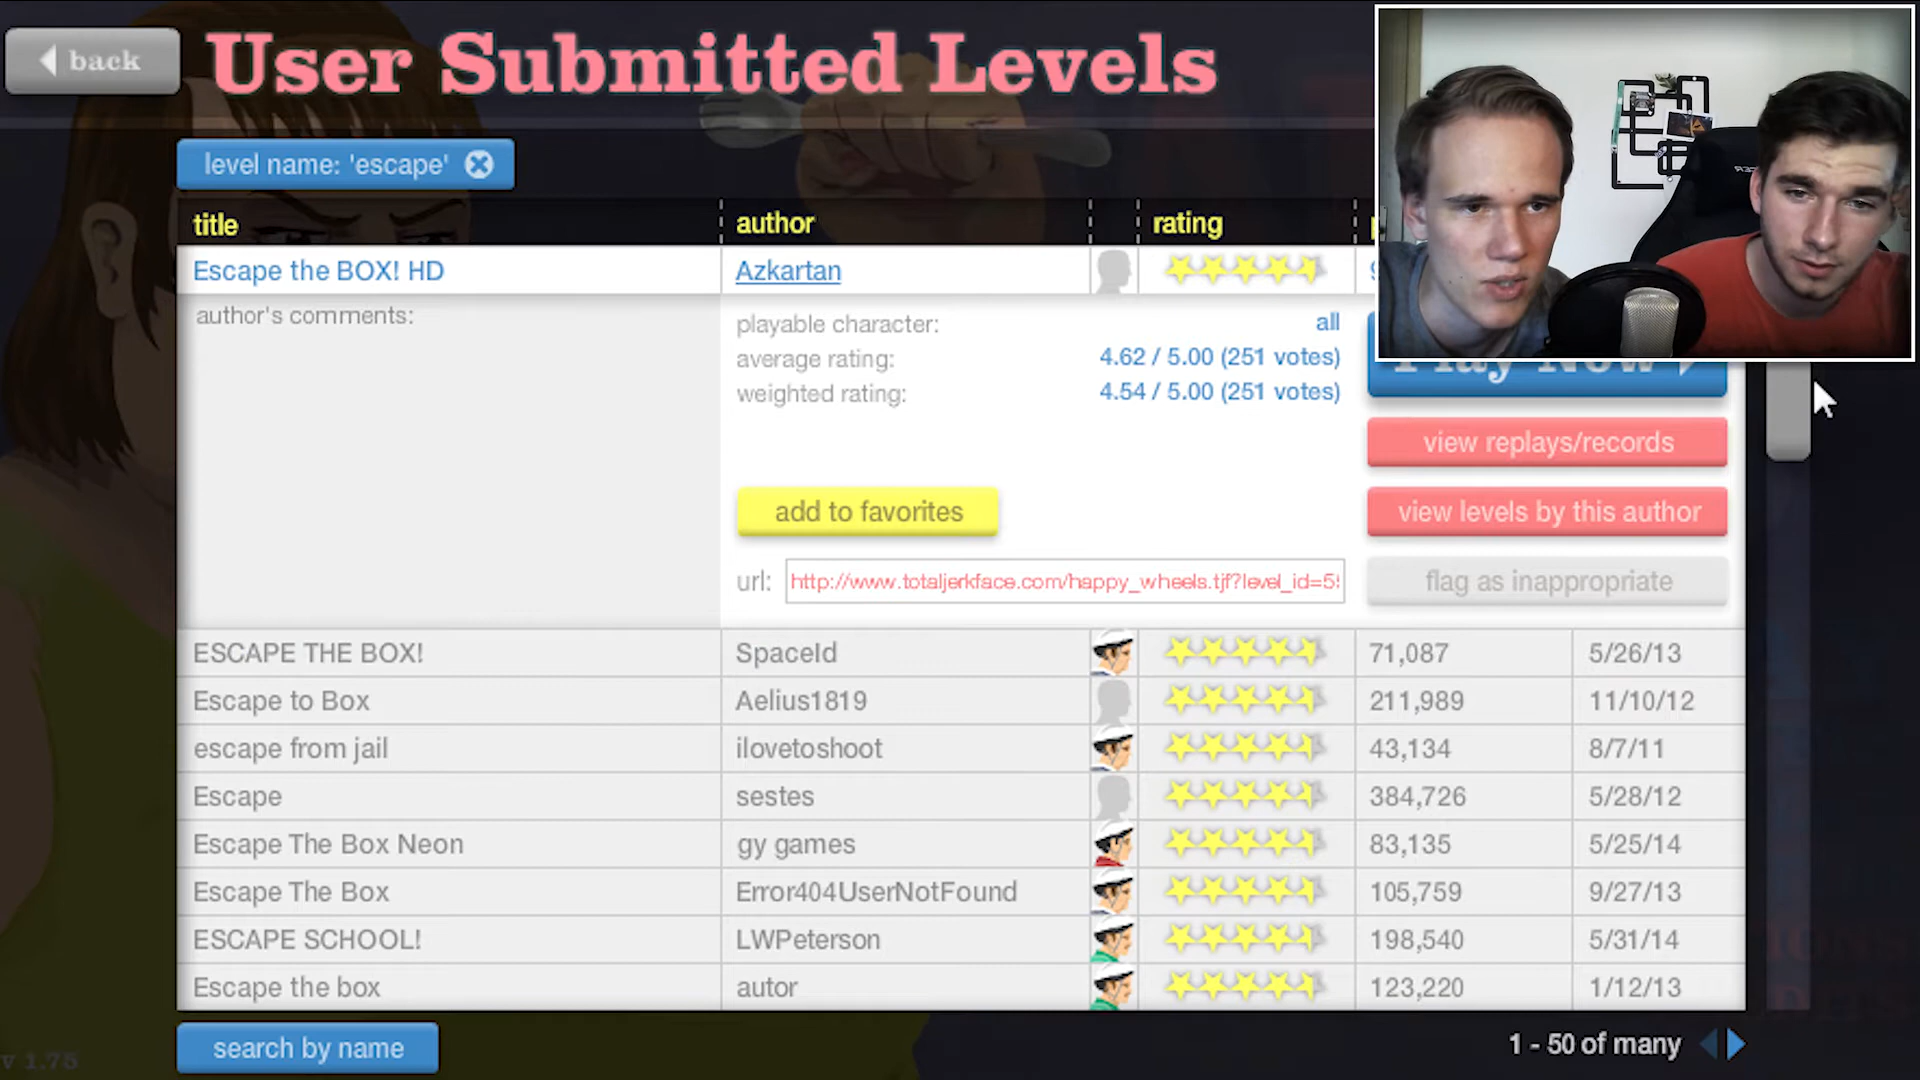 back
User Submitted Levels
level name: 'escape'
title author rating
Escape the BOX! HD Azkartan
author's comments:
playable character: all
average rating: 4.62 / 5.00 (251 votes)
weighted rating: 4.54 / 5.00 (251 votes)
Play Now
view replays/records
add to favorites
view levels by this author
url: http://www.totaljerkface.com/happy_wheels.tjf?level_id=5
flag as inappropriate
ESCAPE THE BOX! SpaceId 71,087 5/26/13
Escape to Box Aelius1819 211,989 11/10/12
escape from jail ilovetoshoot 43,134 8/7/11
Escape sestes 384,726 5/28/12
Escape The Box Neon gy games 83,135 5/25/14
Escape The Box Error404UserNotFound 105,759 9/27/13
ESCAPE SCHOOL! LWPeterson 198,540 5/31/14
Escape the box autor 123,220 1/12/13
search by name
1 - 50 of many
v 1.75